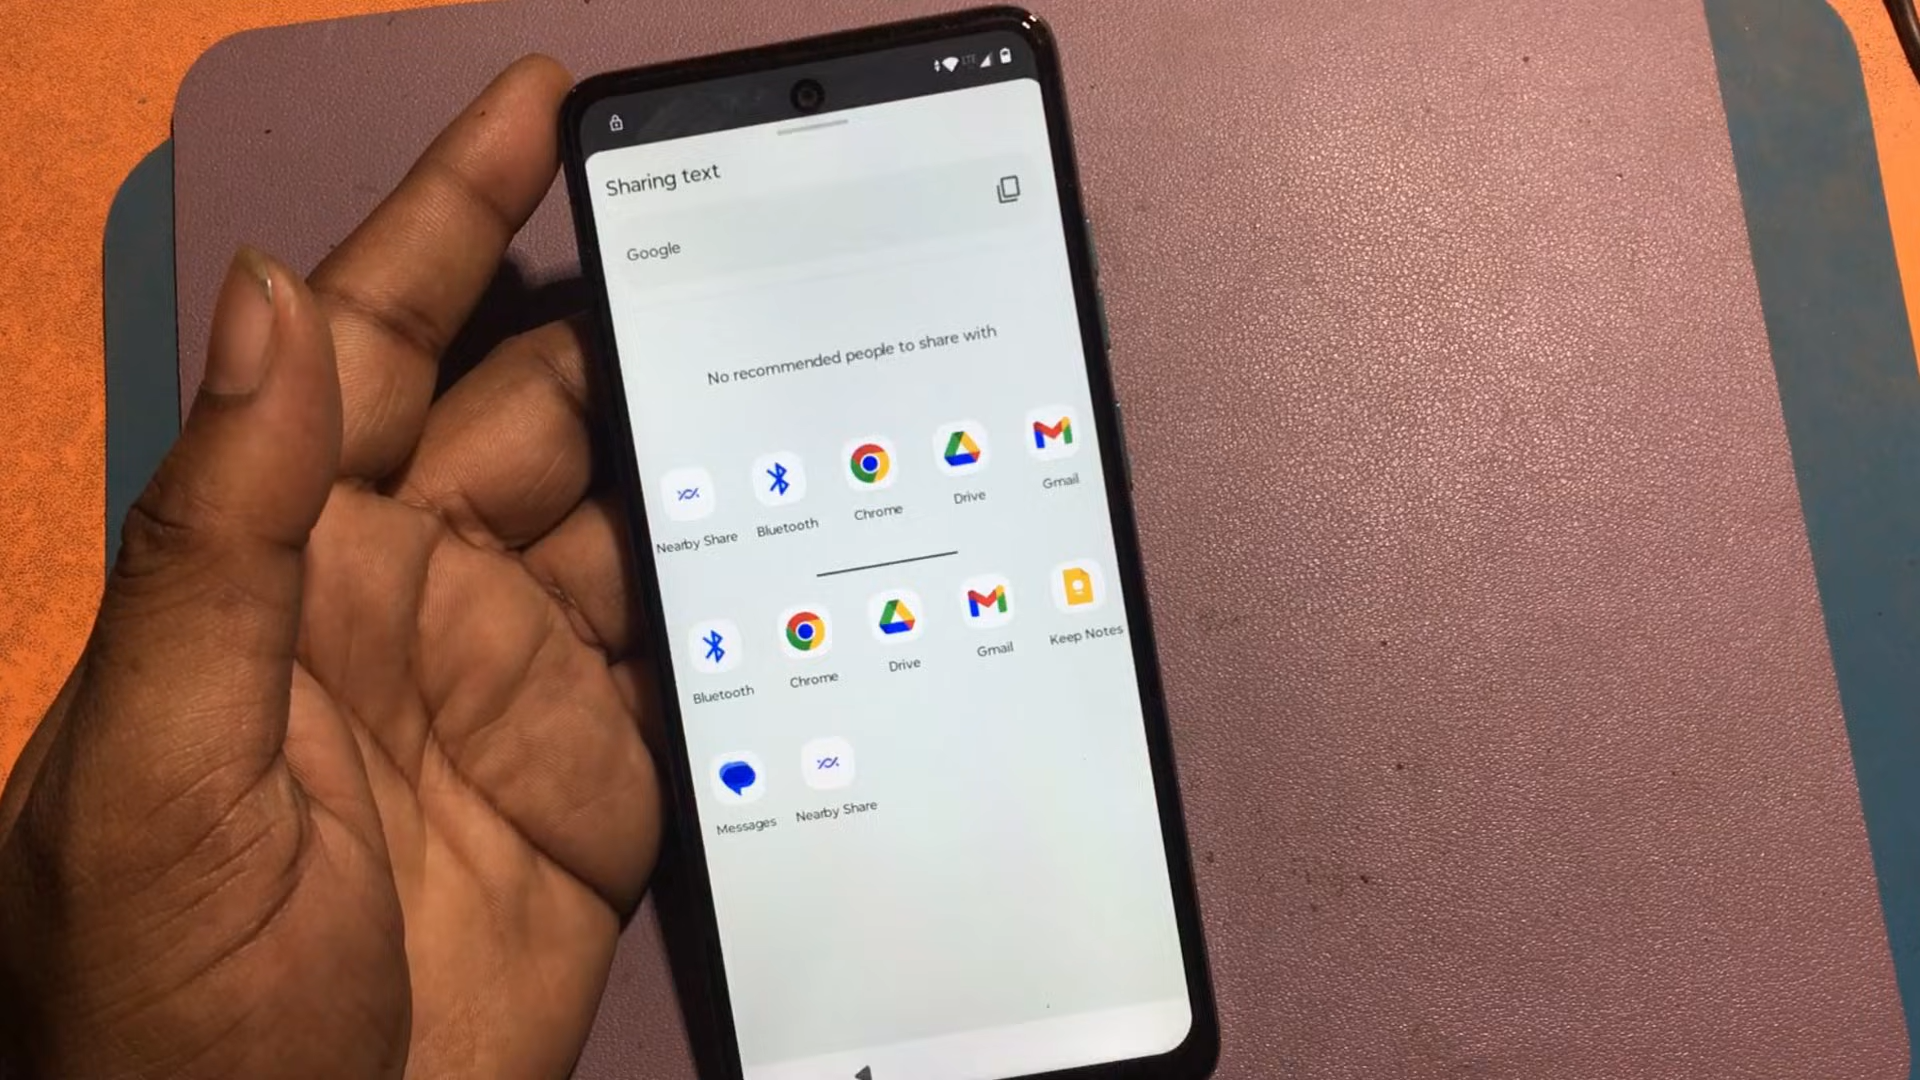 LTE
Sharing text
Google
No recommended people to share with
Nearby Share
Bluetooth
Chrome
Drive
Gmail
Bluetooth
Chrome
Drive
Gmail
Keep Notes
Messages
Nearby Share